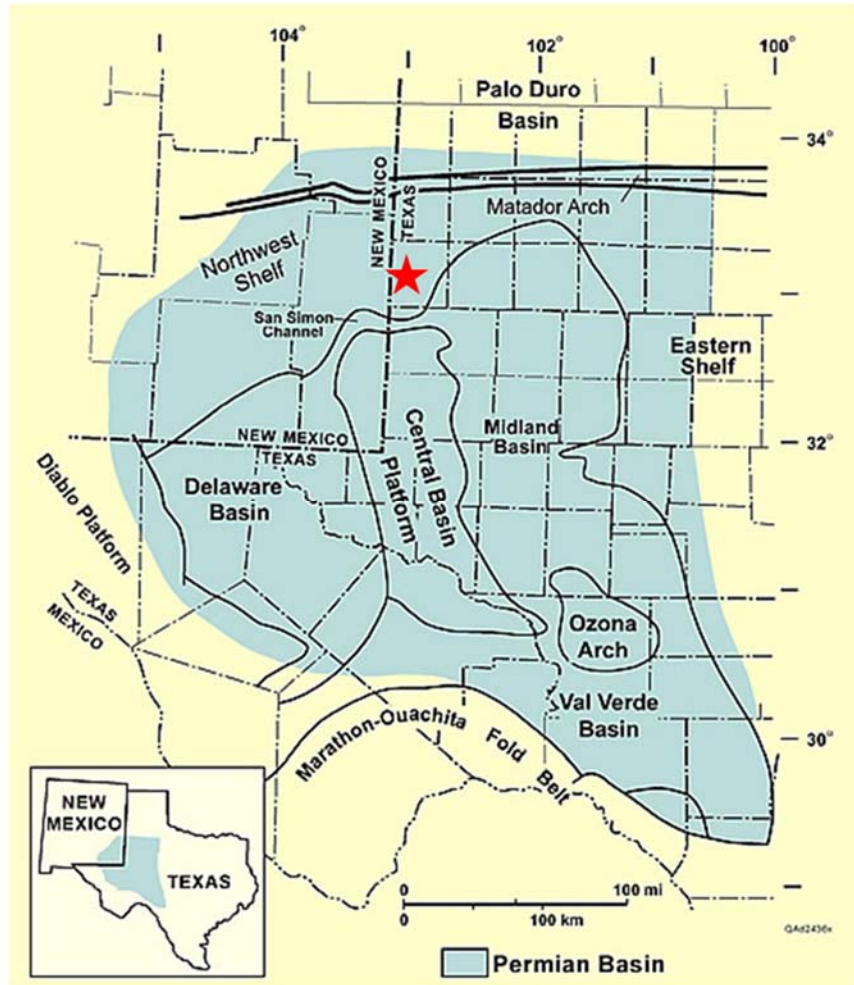 104°
102°
100°
Palo Duro
Basin
34°
NEW MEXICO
TEXAS
Matador Arch
Northwest
Shelf
San Simon
Channel
Eastern
Shelf
Central Basin
Platform
Midland
Basin
NEW MEXICO
TEXAS
32°
Delaware
Basin
Diablo Platform
TEXAS
MEXICO
Ozona
Arch
Val Verde
Basin
30°
Marathon-Ouachita Fold Belt
NEW
MEXICO
TEXAS
0 100 mi
0 100 km
QAd2436x
Permian Basin